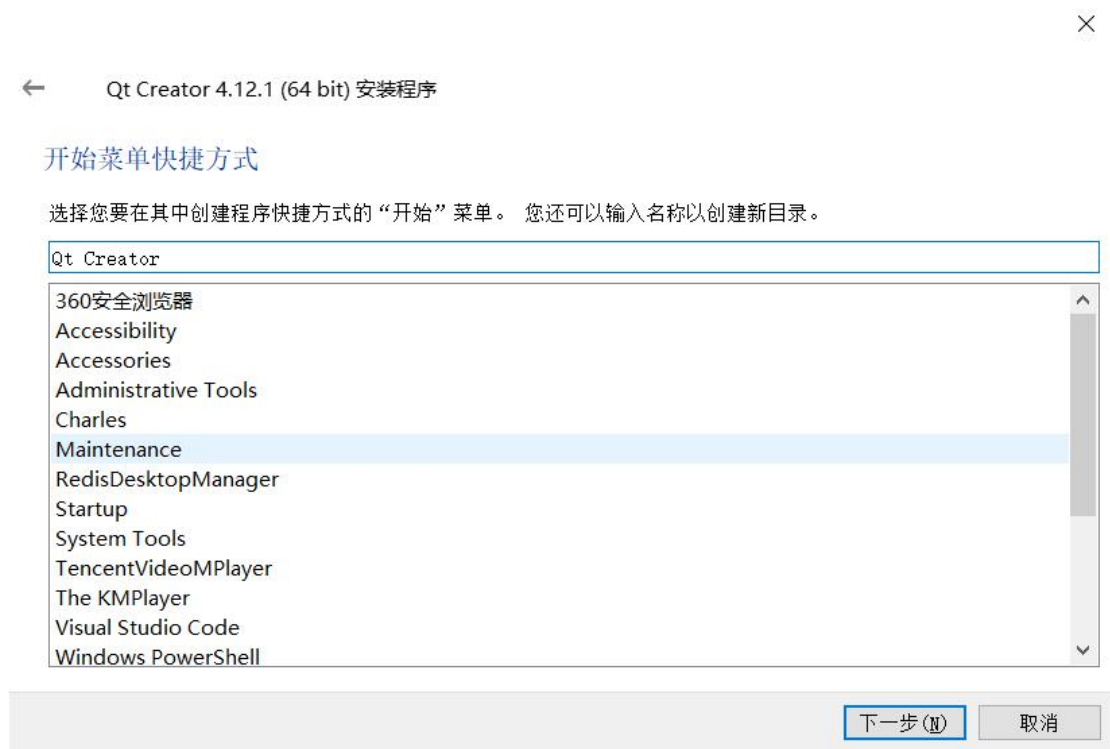 Qt Creator 4.12.1 (64 bit) 安装程序
开始菜单快捷方式
选择您要在其中创建程序快捷方式的“开始”菜单。 您还可以输入名称以创建新目录。
Qt Creator
360安全浏览器
Accessibility
Accessories
Administrative Tools
Charles
Maintenance
RedisDesktopManager
Startup
System Tools
TencentVideoMPlayer
The KMPlayer
Visual Studio Code
Windows PowerShell
下一步(N) 取消